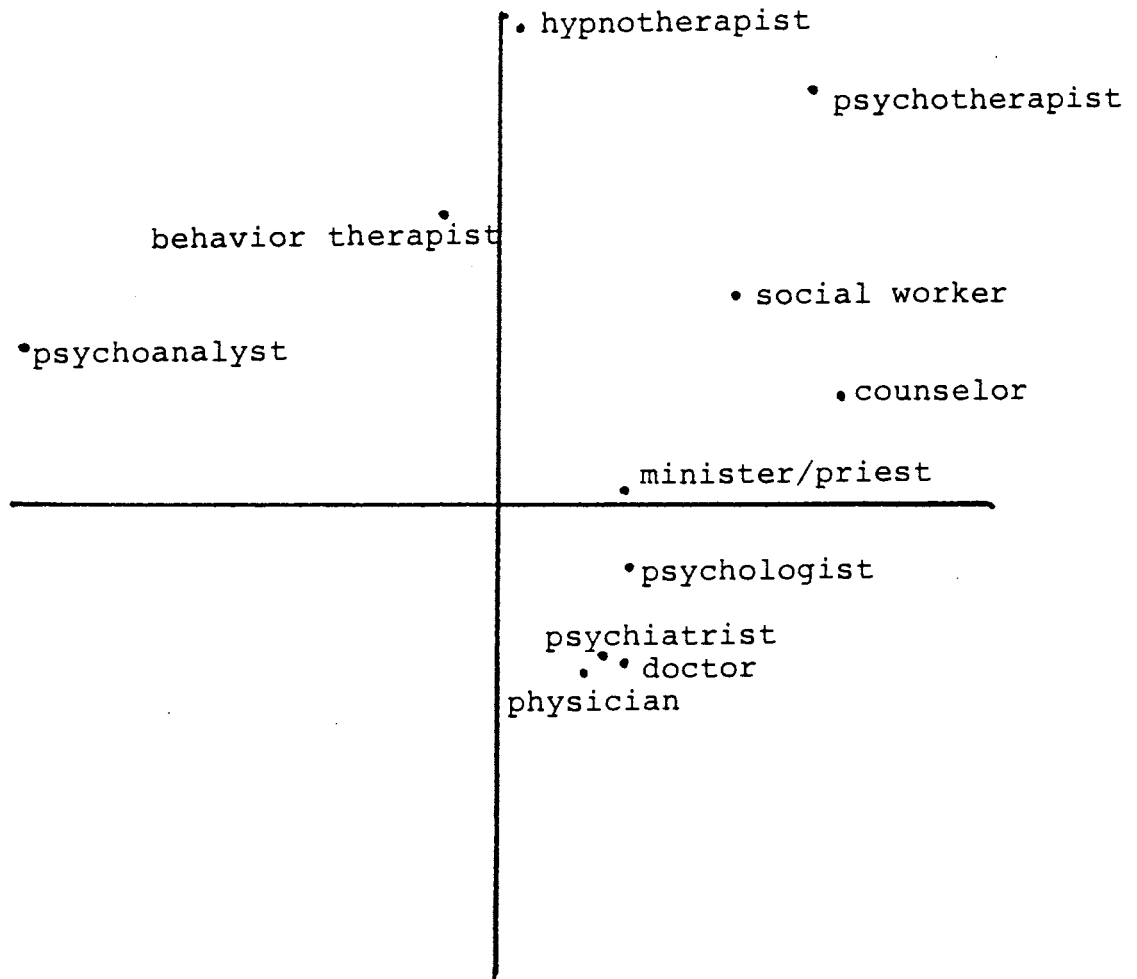 hypnotherapist
psychotherapist
behavior therapist
social worker
psychoanalyst
counselor
minister/priest
psychologist
psychiatrist
doctor
physician